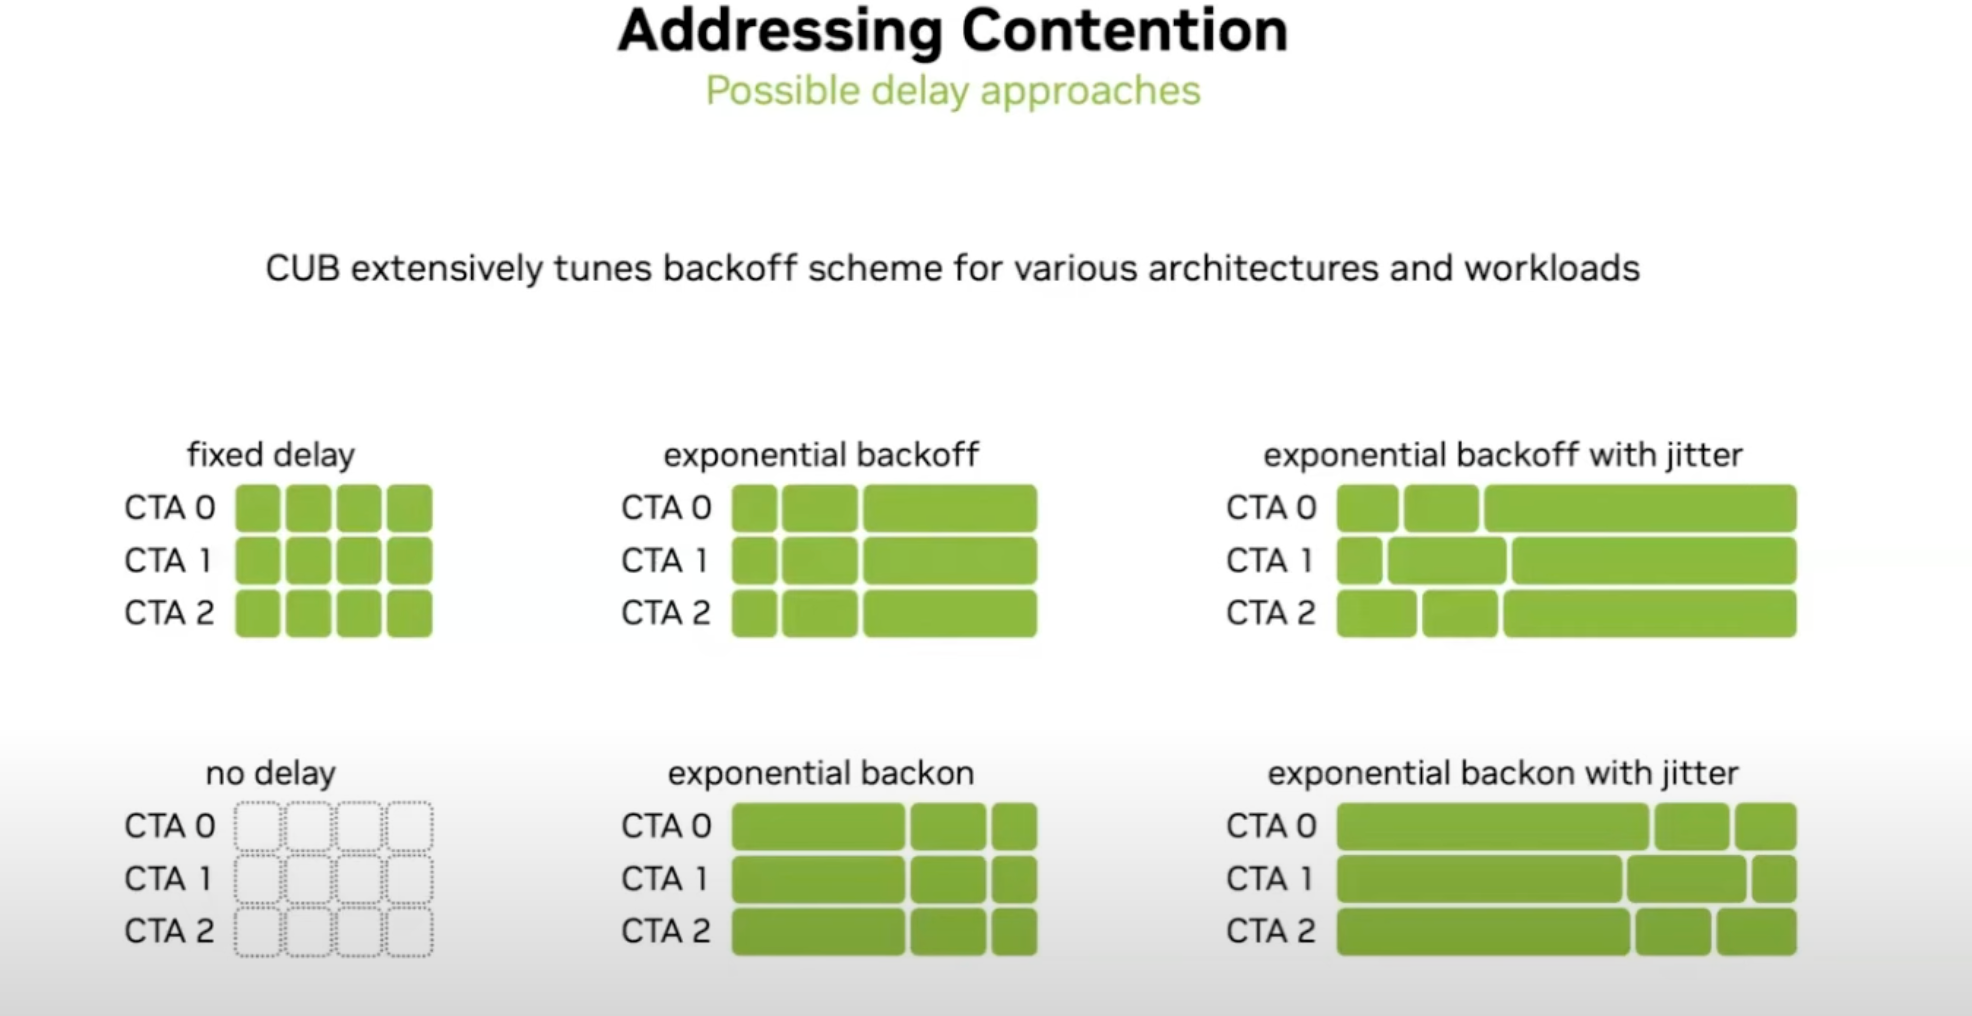 Addressing Contention
Possible delay approaches
CUB extensively tunes backoff scheme for various architectures and workloads
fixed delay
CTA 0
CTA 1
CTA 2
exponential backoff
CTA 0
CTA 1
CTA 2
exponential backoff with jitter
CTA 0
CTA 1
CTA 2
no delay
CTA 0
CTA 1
CTA 2
exponential backon
CTA 0
CTA 1
CTA 2
exponential backon with jitter
CTA 0
CTA 1
CTA 2